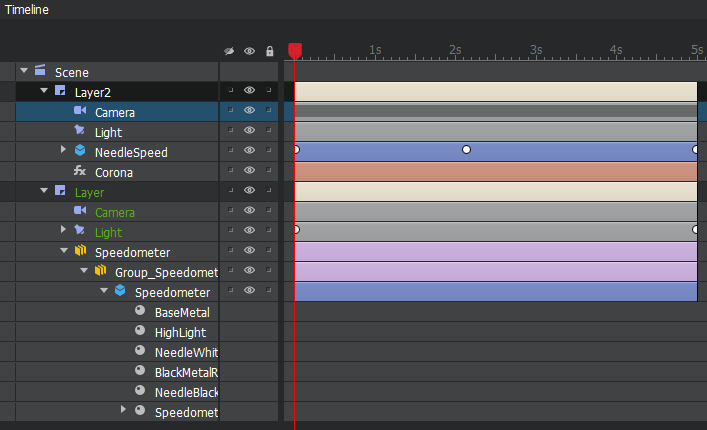 Timeline
1s 2s 3s 4s 5s
Scene
Layer2
Camera
Light
NeedleSpeed
Corona
Layer
Camera
Light
Speedometer
Group_Speedomet
Speedometer
BaseMetal
HighLight
NeedleWhit
BlackMetalR
NeedleBlack
Speedomet